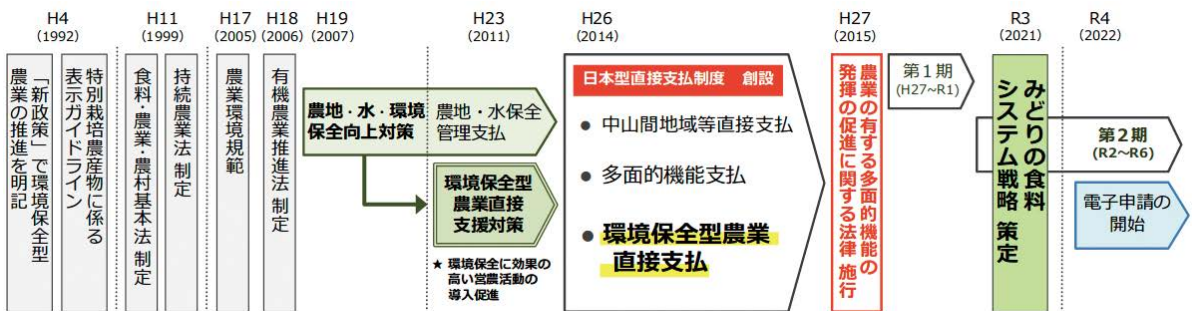 H4
(1992)
H11
(1999)
H17
(2005)
H18
(2006)
H19
(2007)
H23
(2011)
H26
(2014)
H27
(2015)
R3
(2021)
R4
(2022)
「新政策」で環境保全型
農業の推進を明記
特別栽培農産物に係る
表示ガイドライン
食料・農業・農村基本法 制定
持続農業法 制定
農業環境規範
有機農業推進法 制定
農地・水・環境
保全向上対策
農地・水保全
管理支払
環境保全型
農業直接
支援対策
★ 環境保全に効果の
高い営農活動の
導入促進
日本型直接支払制度 創設
● 中山間地域等直接支払
● 多面的機能支払
● 環境保全型農業
直接支払
農業の有する多面的機能の
発揮の促進に関する法律 施行
第1期
(H27~R1)
みどりの食料
システム戦略 策定
第2期
(R2~R6)
電子申請の
開始